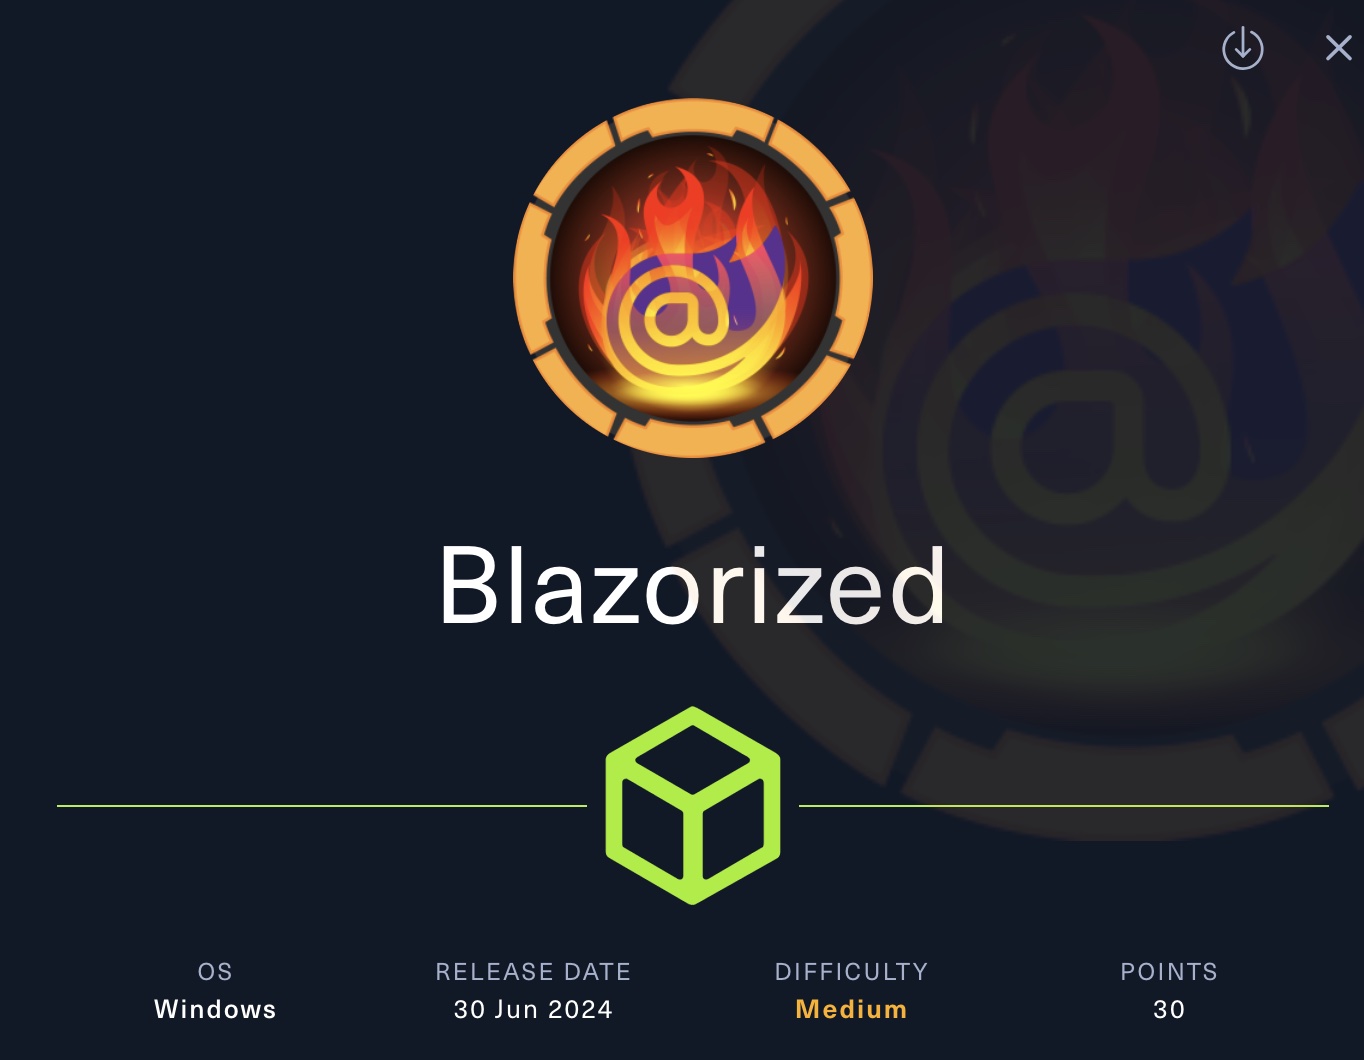 @
Blazorized
OS
Windows
RELEASE DATE
30 Jun 2024
DIFFICULTY
Medium
POINTS
30